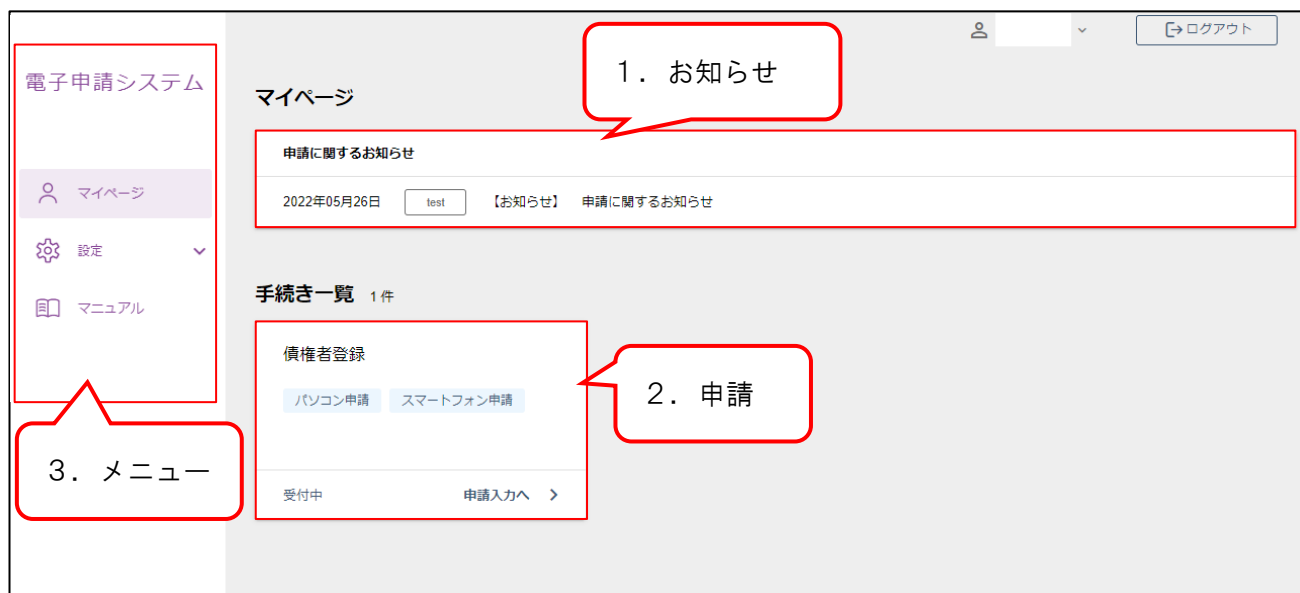 ログアウト
電子申請システム
1. お知らせ
マイページ
申請に関するお知らせ
2022年05月26日 test 【お知らせ】 申請に関するお知らせ
マイページ
設定
マニュアル
手続き一覧 1件
債権者登録
パソコン申請 スマートフォン申請
2. 申請
受付中 申請入力へ
3. メニュー